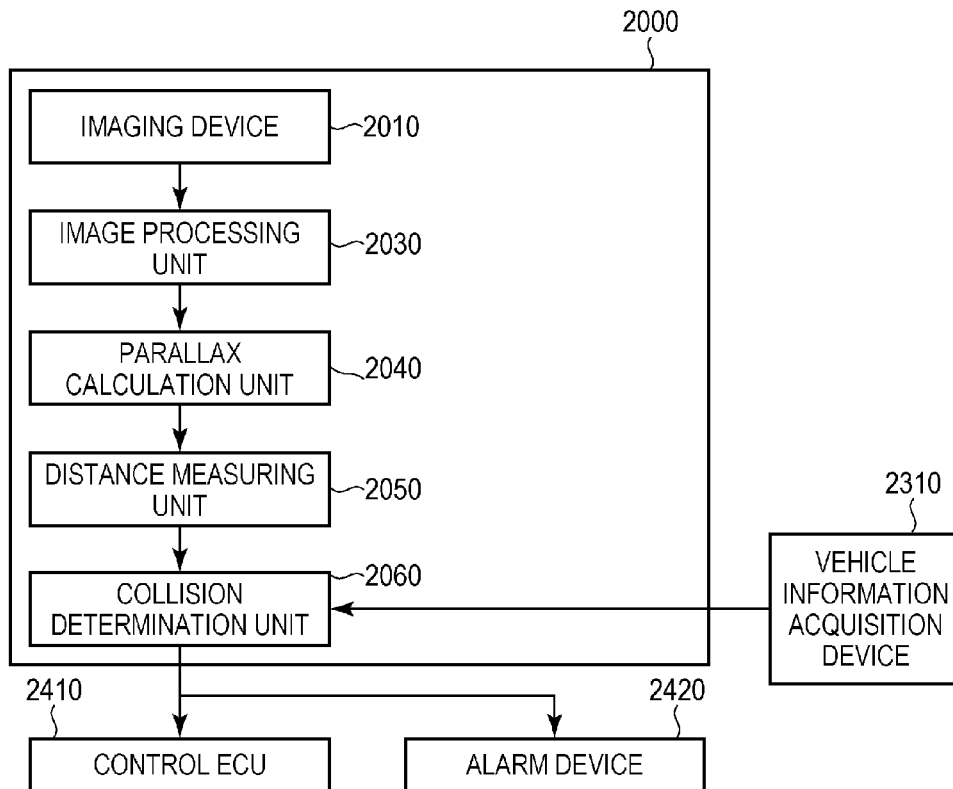 2000
IMAGING DEVICE
2010
IMAGE PROCESSING
UNIT
2030
PARALLAX
CALCULATION UNIT
2040
DISTANCE MEASURING
UNIT
2050
2310
VEHICLE
INFORMATION
ACQUISITION
DEVICE
COLLISION
DETERMINATION UNIT
2060
2410
CONTROL ECU
2420
ALARM DEVICE